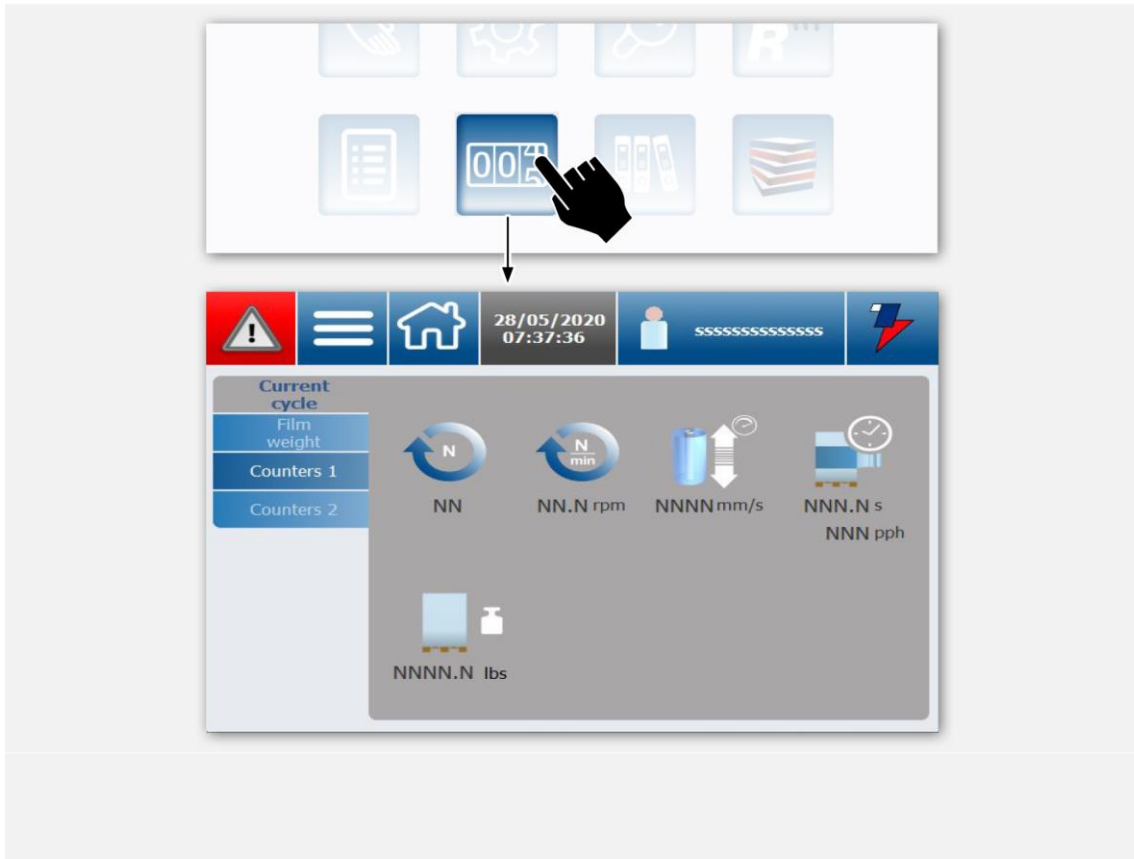 R
002
28/05/2020
07:37:36
ssssssssssssss
Current
cycle
Film
weight
Counters 1
Counters 2
N
N
min
NN
NN.N rpm
NNNN mm/s
NNN.N s
NNN pph
NNNN.N lbs